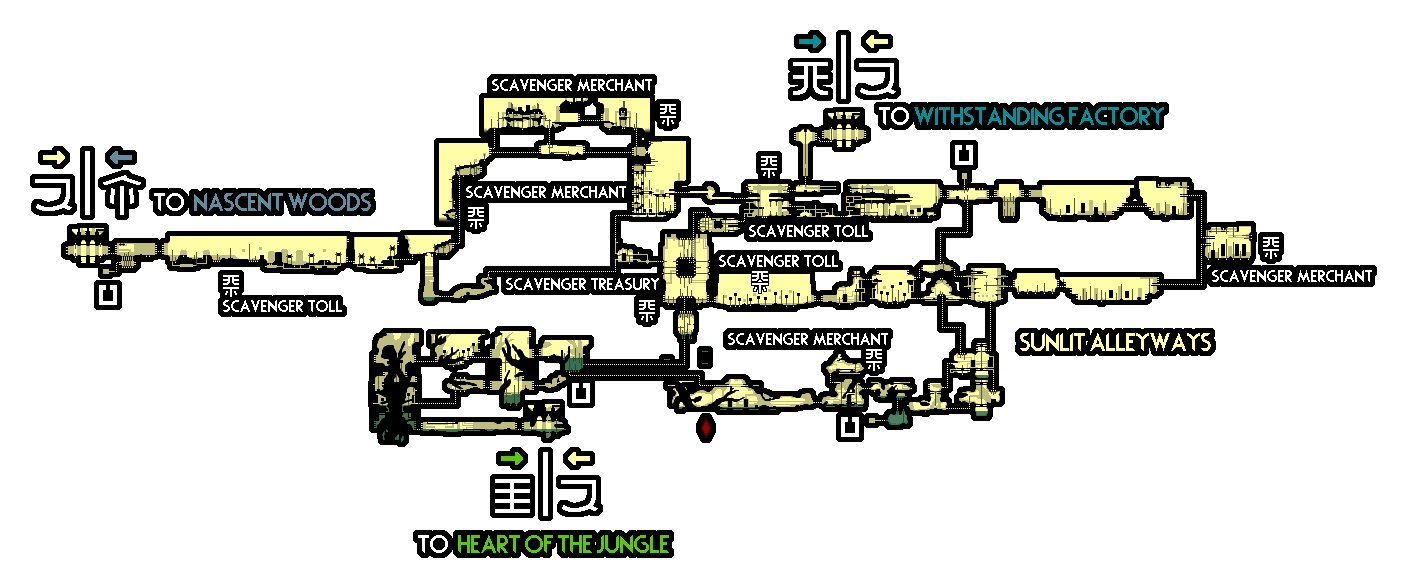 SCAVENGER MERCHANT
TO WITHSTANDING FACTORY
TO NASCENT WOODS
SCAVENGER MERCHANT
SCAVENGER TOLL
SCAVENGER TOLL
SCAVENGER MERCHANT
SCAVENGER TREASURY
SCAVENGER TOLL
SCAVENGER MERCHANT
SUNLIT ALLEYWAYS
TO HEART OF THE JUNGLE